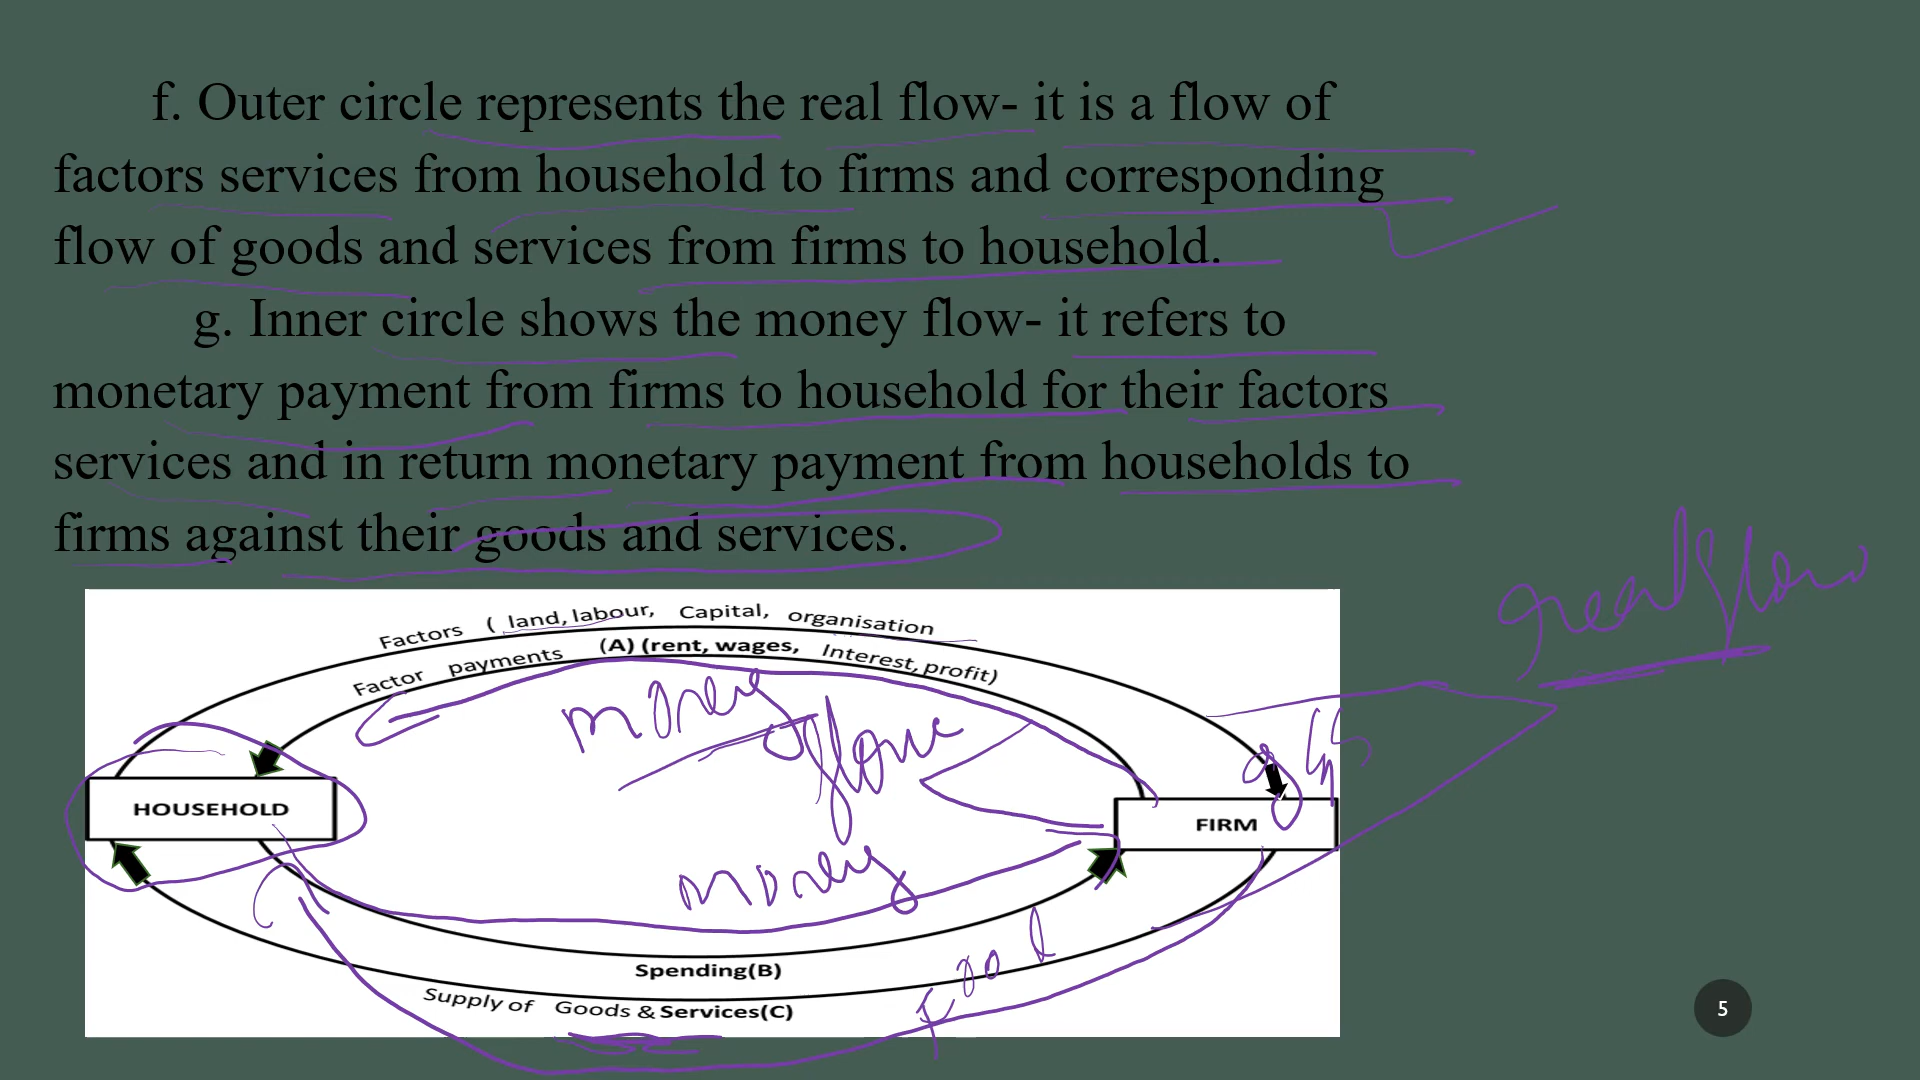 f. Outer circle represents the real flow- it is a flow of
factors services from household to firms and corresponding
flow of goods and services from firms to household.
g. Inner circle shows the money flow- it refers to
monetary payment from firms to household for their factors
services and in return monetary payment from households to
firms against their goods and services.
Factors ( land, labour, Capital, organisation
(A) (rent, wages,
Factor payments Interest, profit)
money
flow
real flow
HOUSEHOLD
FIRM
money
Spending(B)
Supply of Goods & Services(C)
5